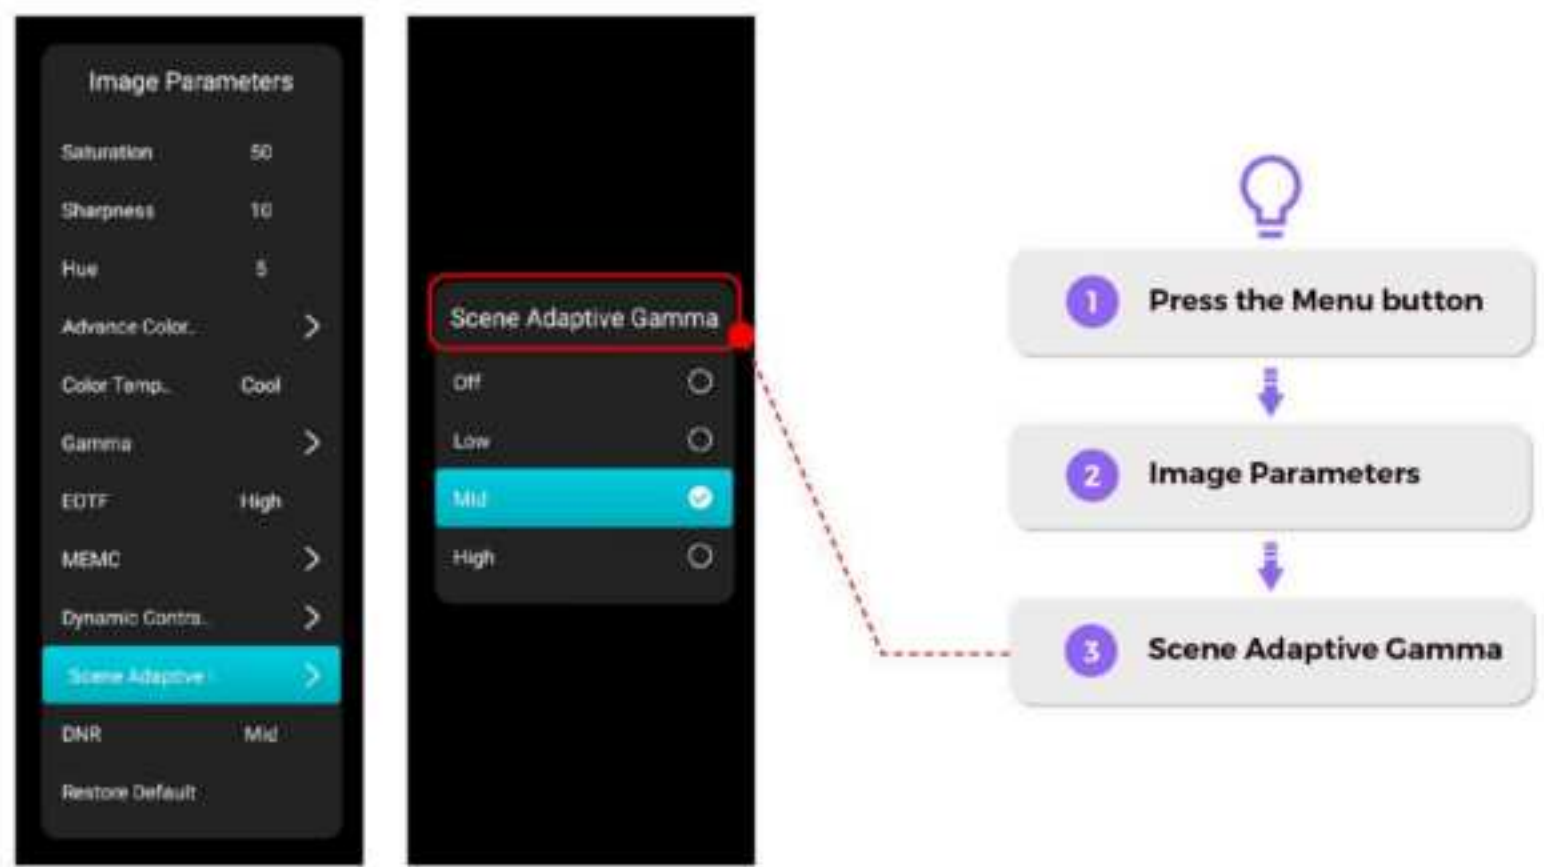 Image Parameters
Saturation 50
Sharpness 10
Hue 5
Advance Color..
Color Temp.. Cool
Gamma
EOTF High
MEMC
Dynamic Contra..
Scene Adaptive
DNR Mid
Restore Default
Scene Adaptive Gamma
Off
Low
Mid
High
1 Press the Menu button
2 Image Parameters
3 Scene Adaptive Gamma